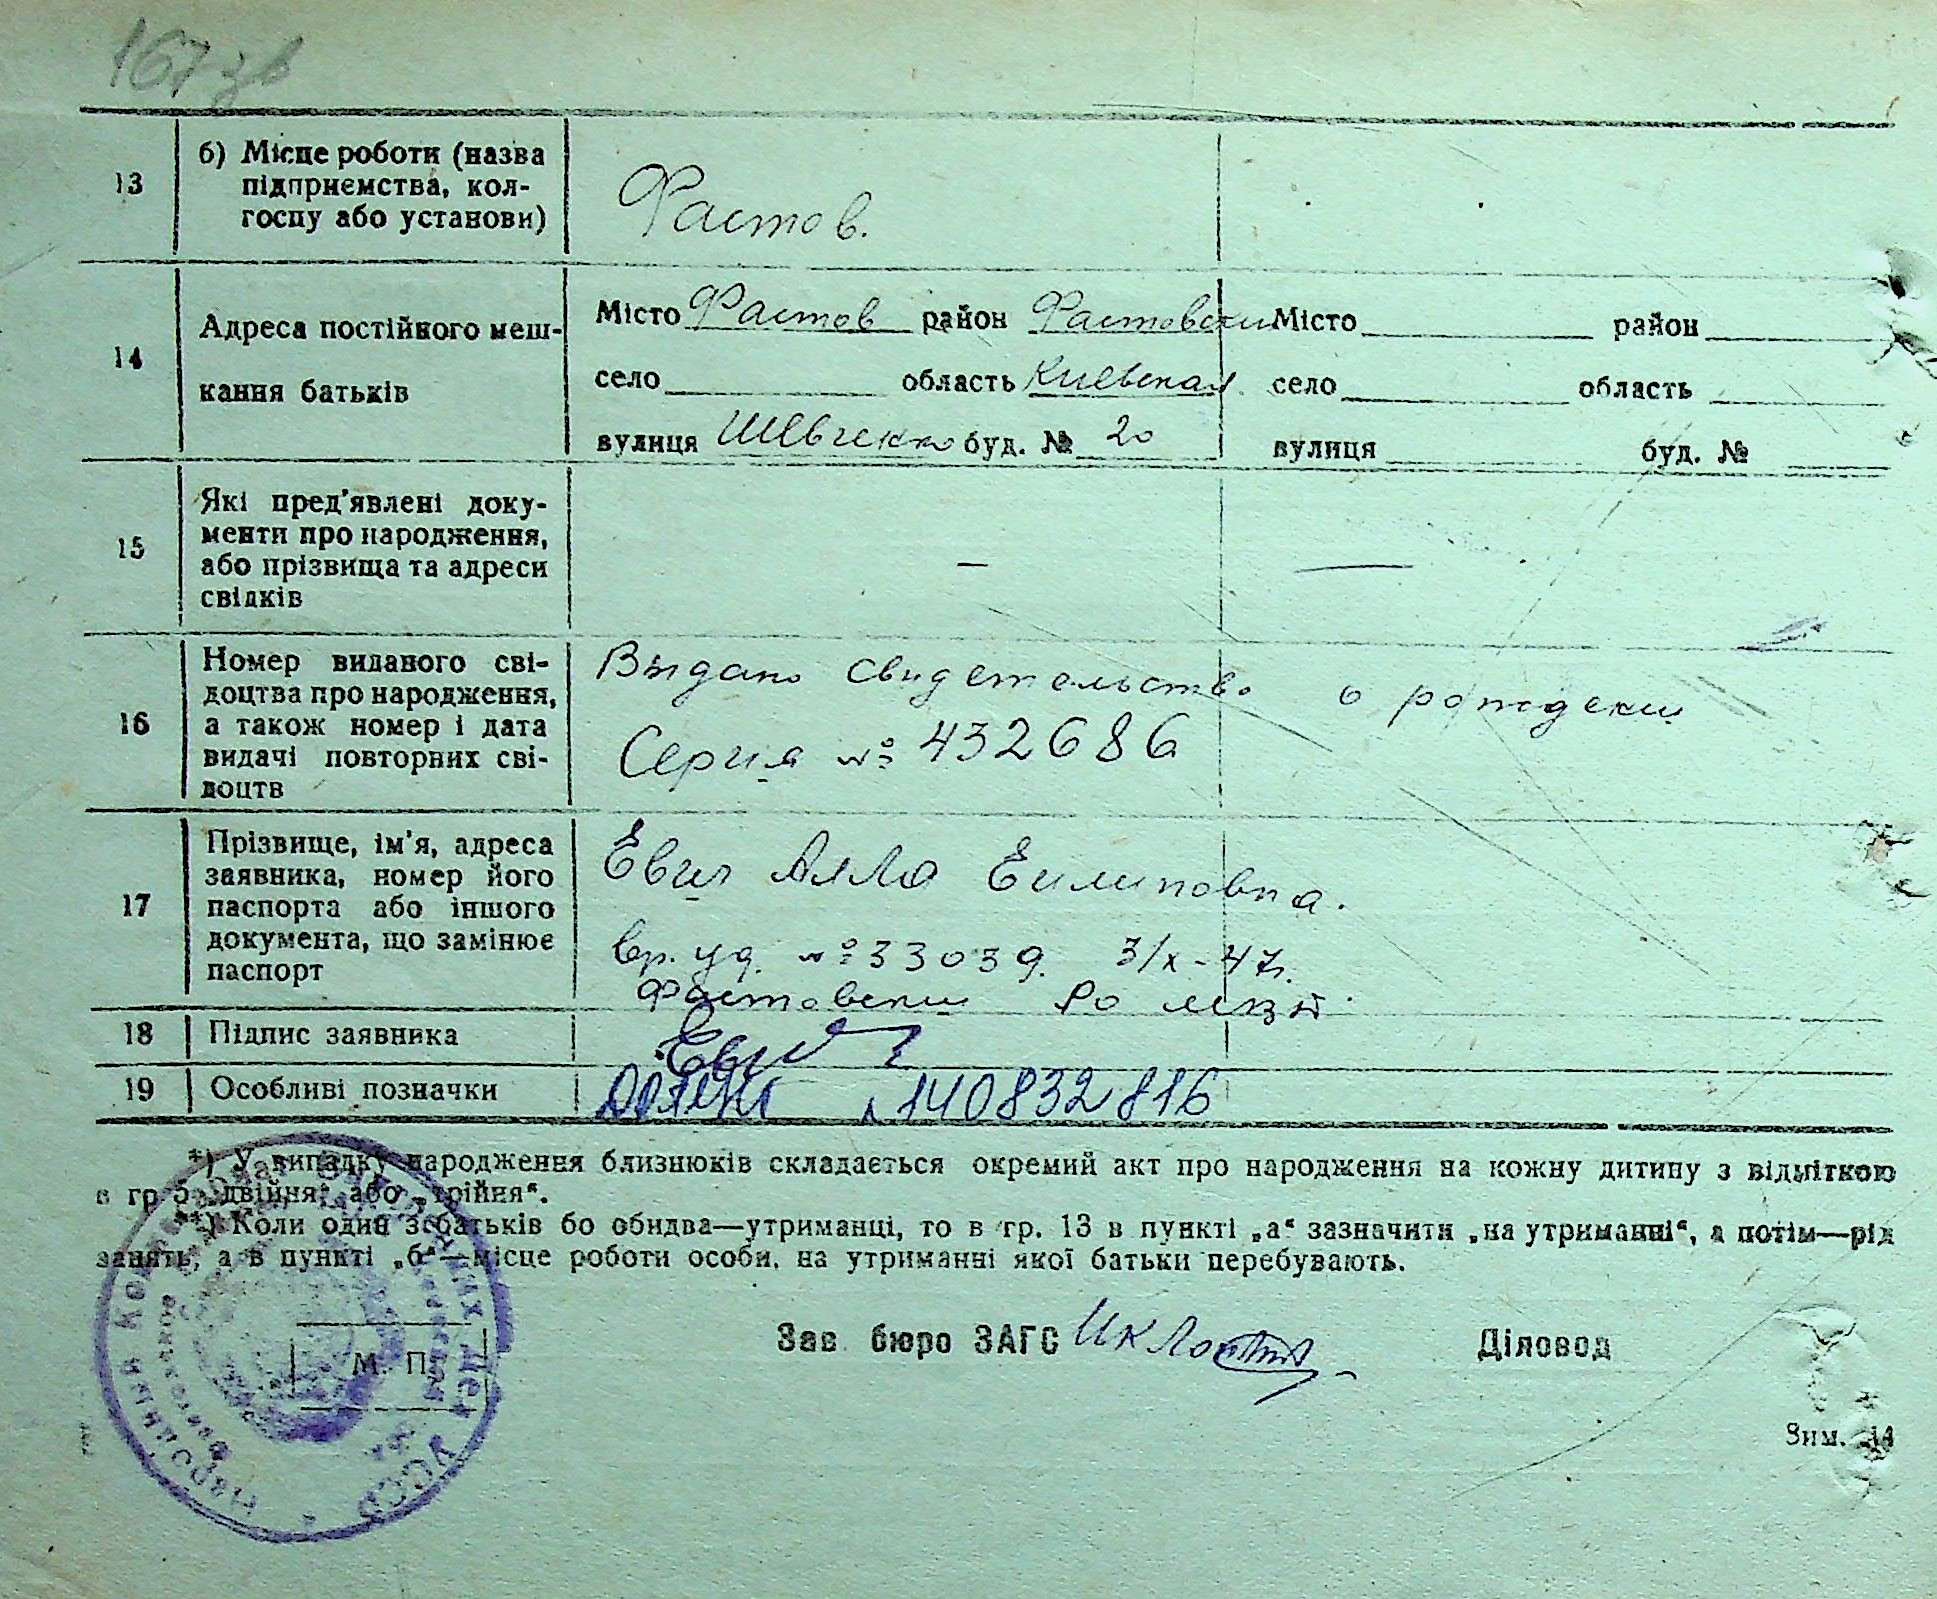 167 зв
13
б) Місце роботи (назва
підприємства, кол-
госпу або установи)
Фастов.
14
Адреса постійного меш-
кання батьків
Місто Фастов район Фастовский
село область Киевская
вулиця Шевченко буд. № 20
Місто район
село область
вулиця буд. №
15
Які пред'явлені доку-
менти про народження,
або прізвища та адреси
свідків
—
—
16
Номер виданого сві-
доцтва про народження,
а також номер і дата
видачі повторних сві-
доцтв
Выдано свидетельство о рождении
Серия № 432686
17
Прізвище, ім'я, адреса
заявника, номер його
паспорта або іншого
документа, що замінює
паспорт
Евич Алла
вр. уд. № 33039. 3/X-47г.
Фастовским Ро
18
Підпис заявника
19
Особливі позначки
140832816
*) У випадку народження близнюків складається окремий акт про народження на кожну дитину з відміткою
в гр 5 „двійня“ або „трійня“.
**) Коли один з батьків бо обидва—утриманці, то в гр. 13 в пункті „а“ зазначити „на утриманні“, а потім—рід
занять, а в пункті „б“—місце роботи особи, на утриманні якої батьки перебувають.
М. П.
Зав. бюро ЗАГС
Діловод
Зим. 14